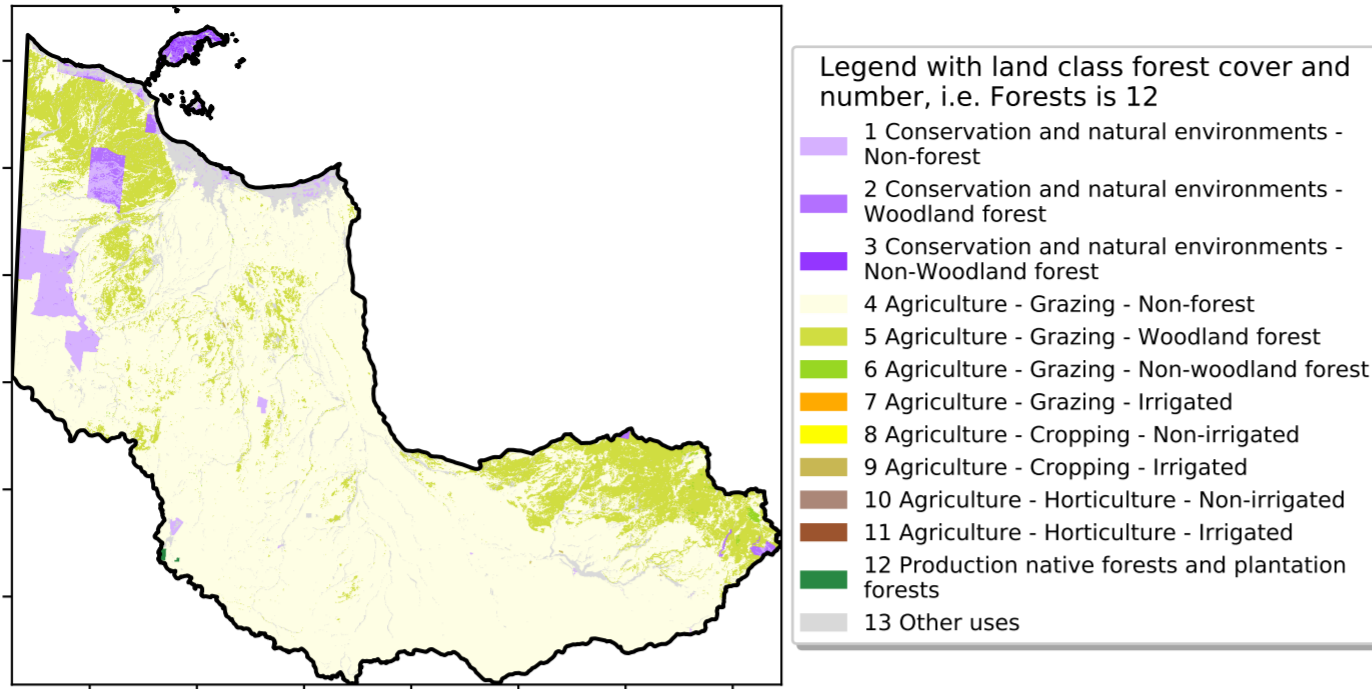 Legend with land class forest cover and
number, i.e. Forests is 12
1 Conservation and natural environments -
Non-forest
2 Conservation and natural environments -
Woodland forest
3 Conservation and natural environments -
Non-Woodland forest
4 Agriculture - Grazing - Non-forest
5 Agriculture - Grazing - Woodland forest
6 Agriculture - Grazing - Non-woodland forest
7 Agriculture - Grazing - Irrigated
8 Agriculture - Cropping - Non-irrigated
9 Agriculture - Cropping - Irrigated
10 Agriculture - Horticulture - Non-irrigated
11 Agriculture - Horticulture - Irrigated
12 Production native forests and plantation
forests
13 Other uses